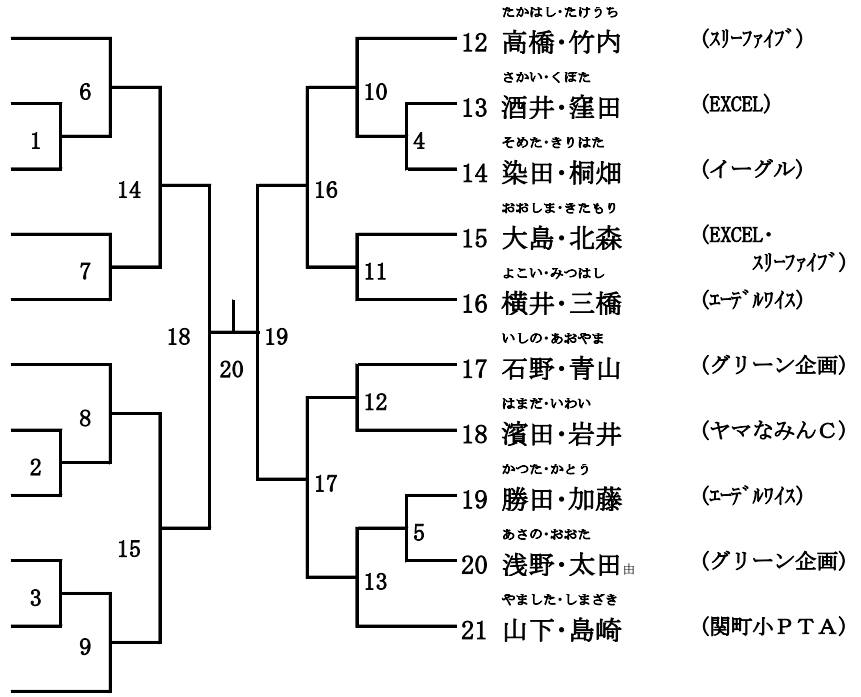 たかはし・たけうち
12 高橋・竹内 (ｽﾘｰﾌｧｲﾌﾞ)
6 10
さかい・くぼた
13 酒井・窪田 (EXCEL)
1 4
そめた・きりはた
14 染田・桐畑 (イーグル)
14 16
おおしま・きたもり
15 大島・北森 (EXCEL・
ｽﾘｰﾌｧｲﾌﾞ)
7 11
よこい・みつはし
16 横井・三橋 (ｴｰﾃﾞﾙﾜｲｽ)
18 19
いしの・あおやま
20
17 石野・青山 (グリーン企画)
はまだ・いわい
8 12
18 濱田・岩井 (ヤマなみんＣ)
2
かつた・かとう
17
19 勝田・加藤 (ｴｰﾃﾞﾙﾜｲｽ)
あさの・おおた
15 5
20 浅野・太田由 (グリーン企画)
3 13
やました・しまざき
21 山下・島崎 (関町小ＰＴＡ)
9